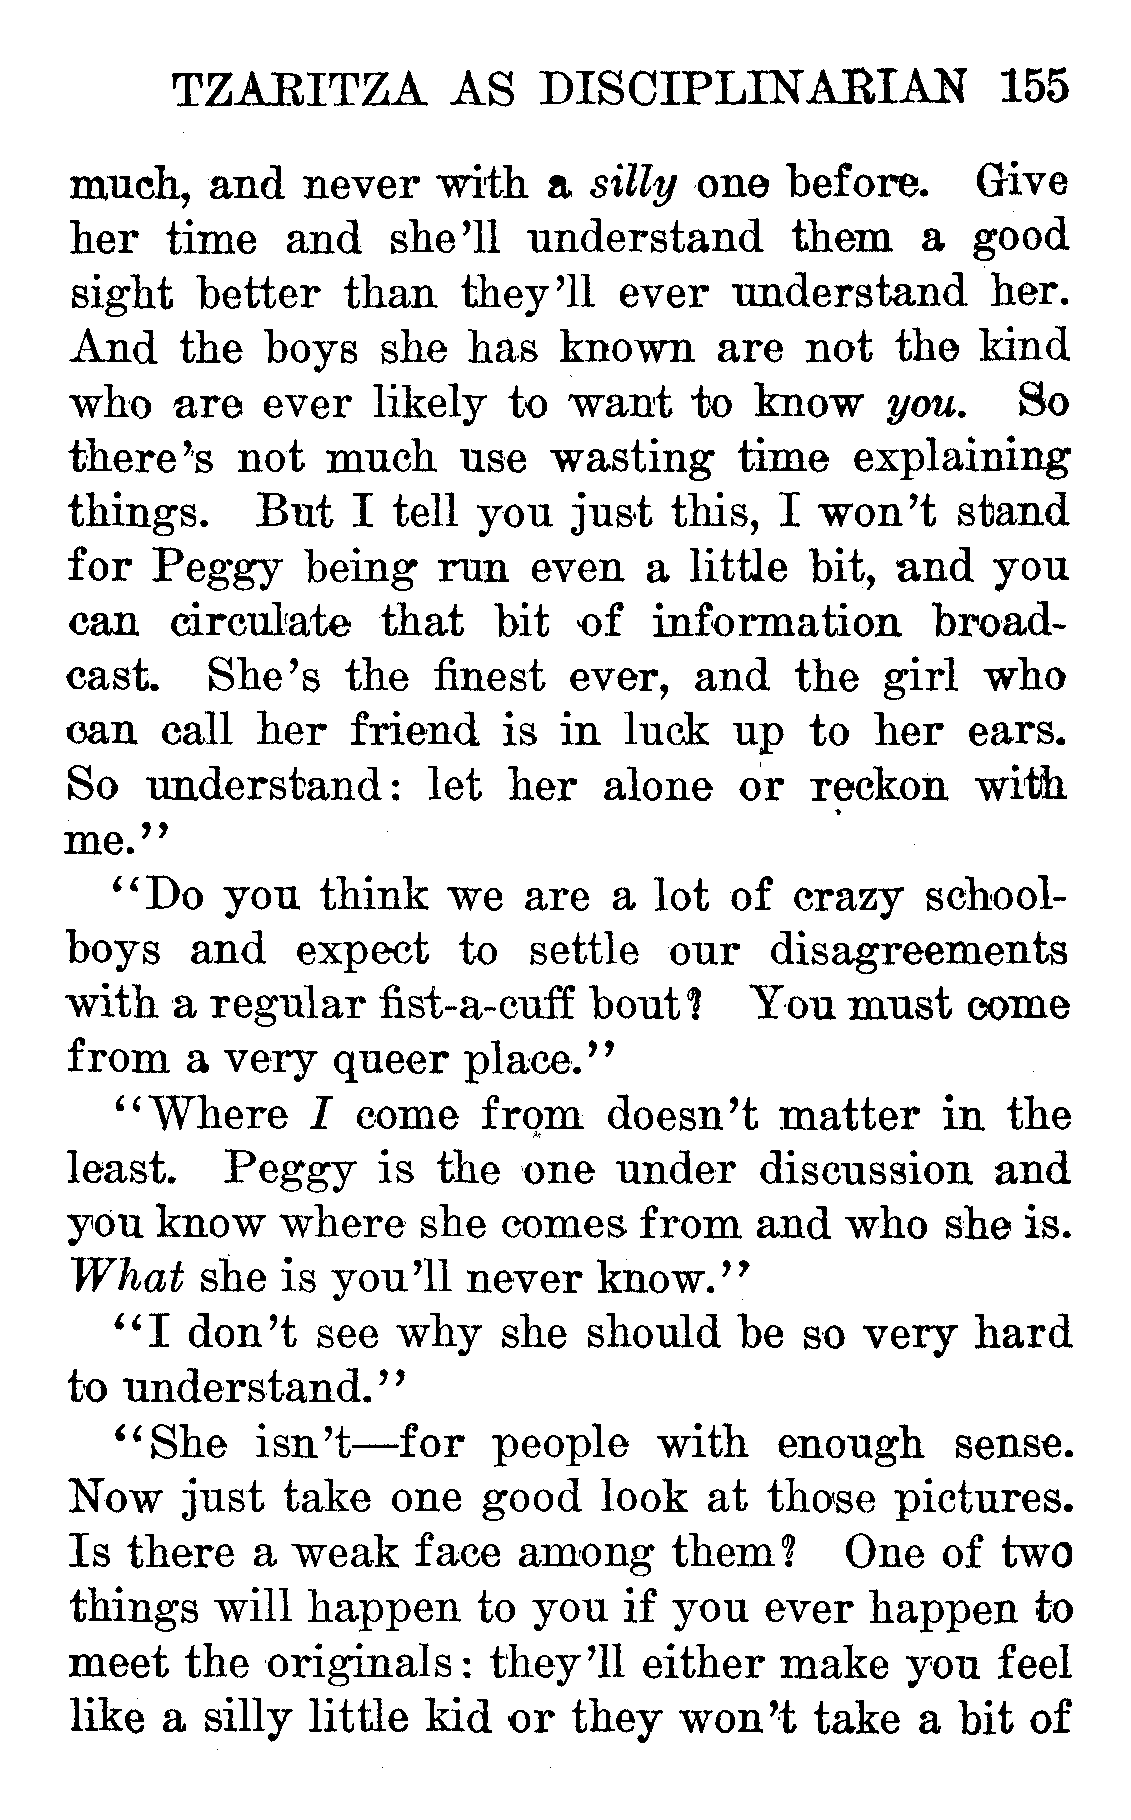 TZARITZA AS DISCIPLINARIAN 155
much, and never with a silly one before. Give
her time and she'll understand them a good
sight better than they'll ever understand her.
And the boys she has known are not the kind
who are ever likely to want to know you. So
there's not much use wasting time explaining
things. But I tell you just this, I won't stand
for Peggy being run even a little bit, and you
can circulate that bit of information broad-
cast. She's the finest ever, and the girl who
can call her friend is in luck up to her ears.
So understand: let her alone or reckon with
me."
"Do you think we are a lot of crazy school-
boys and expect to settle our disagreements
with a regular fist-a-cuff bout? You must come
from a very queer place."
"Where I come from doesn't matter in the
least. Peggy is the one under discussion and
you know where she comes from and who she is.
What she is you'll never know."
"I don't see why she should be so very hard
to understand."
"She isn't—for people with enough sense.
Now just take one good look at those pictures.
Is there a weak face among them? One of two
things will happen to you if you ever happen to
meet the originals: they'll either make you feel
like a silly little kid or they won't take a bit of